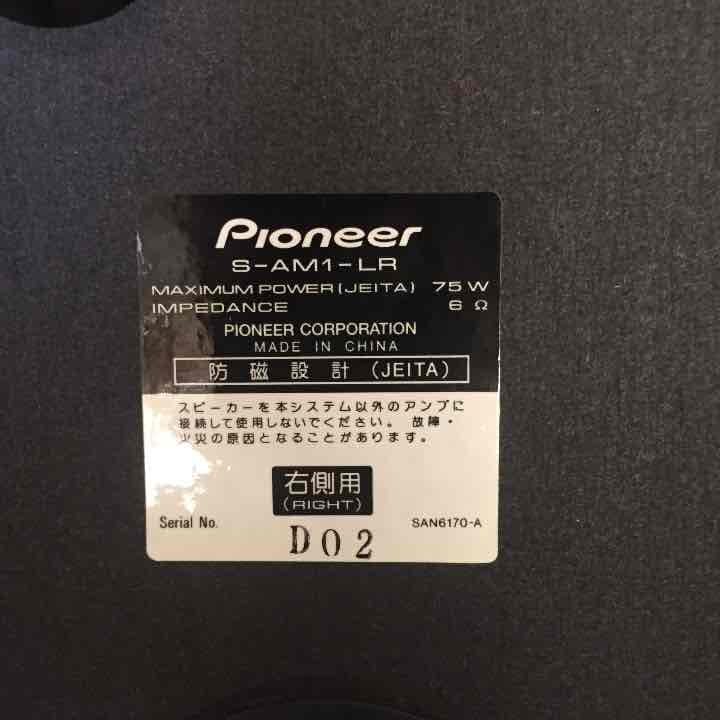 Pioneer
S-AM1-LR
MAXIMUM POWER(JEITA) 75 W
IMPEDANCE 6 Ω
PIONEER CORPORATION
MADE IN CHINA
防磁設計(JEITA)
スピーカーを本システム以外のアンプに
接続して使用しないでください。 故障・
火災の原因となることがあります。
右側用
(RIGHT)
Serial No. SAN6170-A
D02